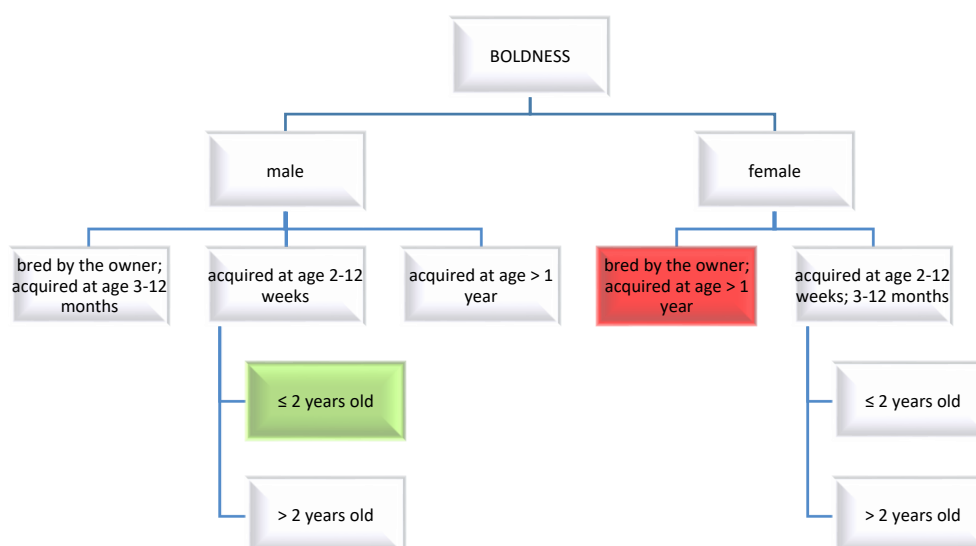 BOLDNESS
male
female
bred by the owner;
acquired at age 3-12
months
acquired at age 2-12
weeks
acquired at age > 1
year
bred by the owner;
acquired at age > 1
year
acquired at age 2-12
weeks; 3-12 months
≤ 2 years old
> 2 years old
≤ 2 years old
> 2 years old